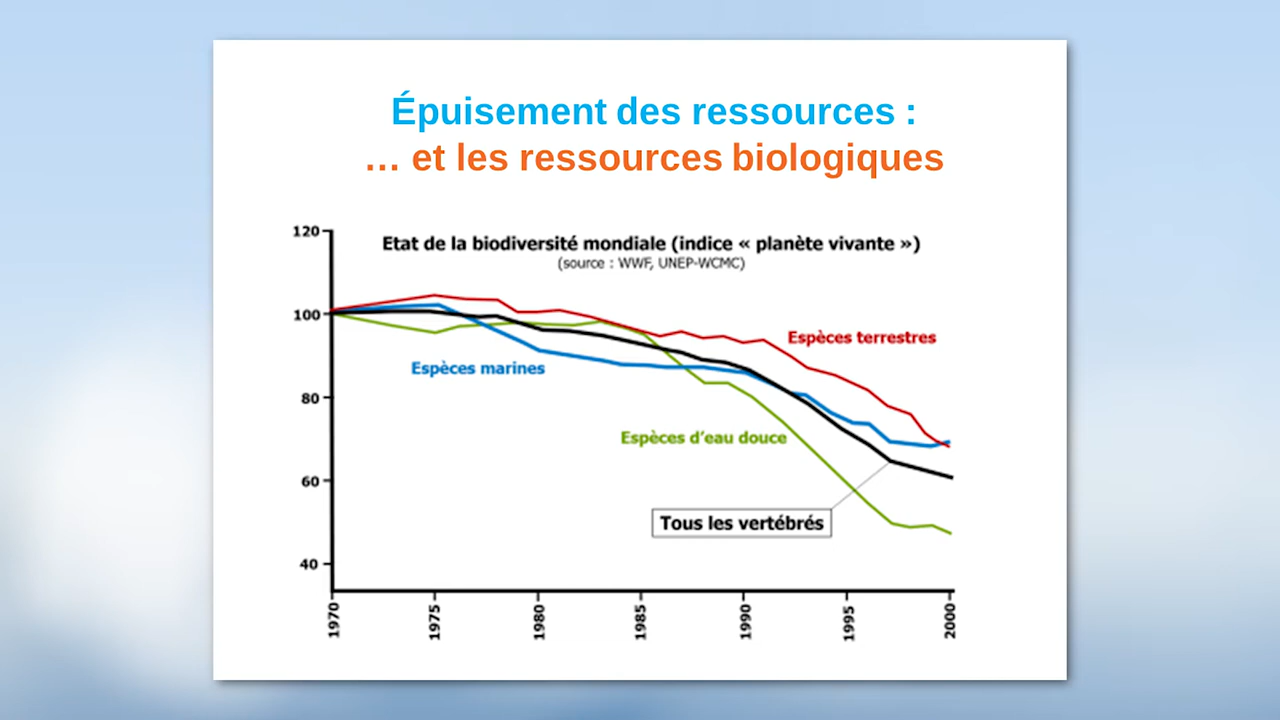 Épuisement des ressources :
... et les ressources biologiques
Etat de la biodiversité mondiale (indice « planète vivante »)
(source : WWF, UNEP-WCMC)
120
100
80
60
40
Espèces terrestres
Espèces marines
Espèces d'eau douce
Tous les vertébrés
1970
1975
1980
1985
1990
1995
2000